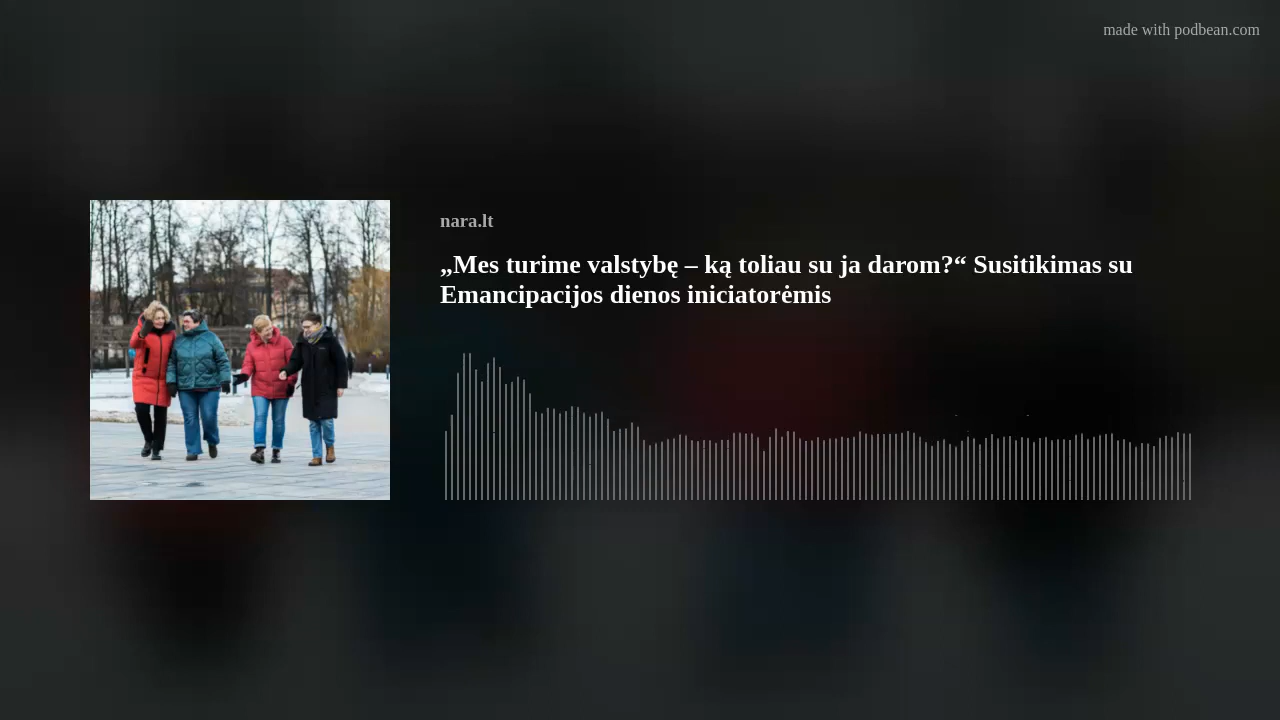 made with podbean.com
nara.lt
„Mes turime valstybę – ką toliau su ja darom?“ Susitikimas su
Emancipacijos dienos iniciatorėmis